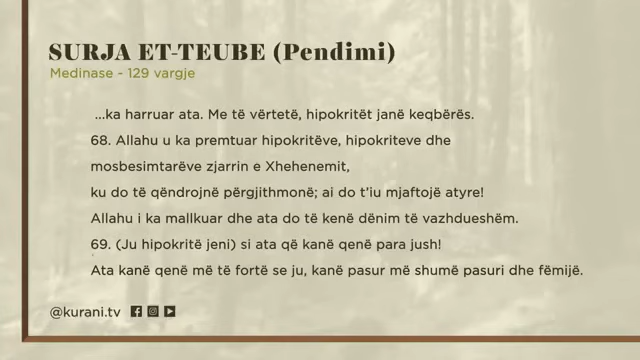 SURJA ET-TEUBE (Pendimi)
Medinase - 129 vargje
...ka harruar ata. Me të vërtetë, hipokritët janë keqbërës.
68. Allahu u ka premtuar hipokritëve, hipokriteve dhe
mosbesimtarëve zjarrin e Xhehenemit,
ku do të qëndrojnë përgjithmonë; ai do t'iu mjaftojë atyre!
Allahu i ka mallkuar dhe ata do të kenë dënim të vazhdueshëm.
69. (Ju hipokritë jeni) si ata që kanë qenë para jush!
Ata kanë qenë më të fortë se ju, kanë pasur më shumë pasuri dhe fëmijë.
@kurani.tv